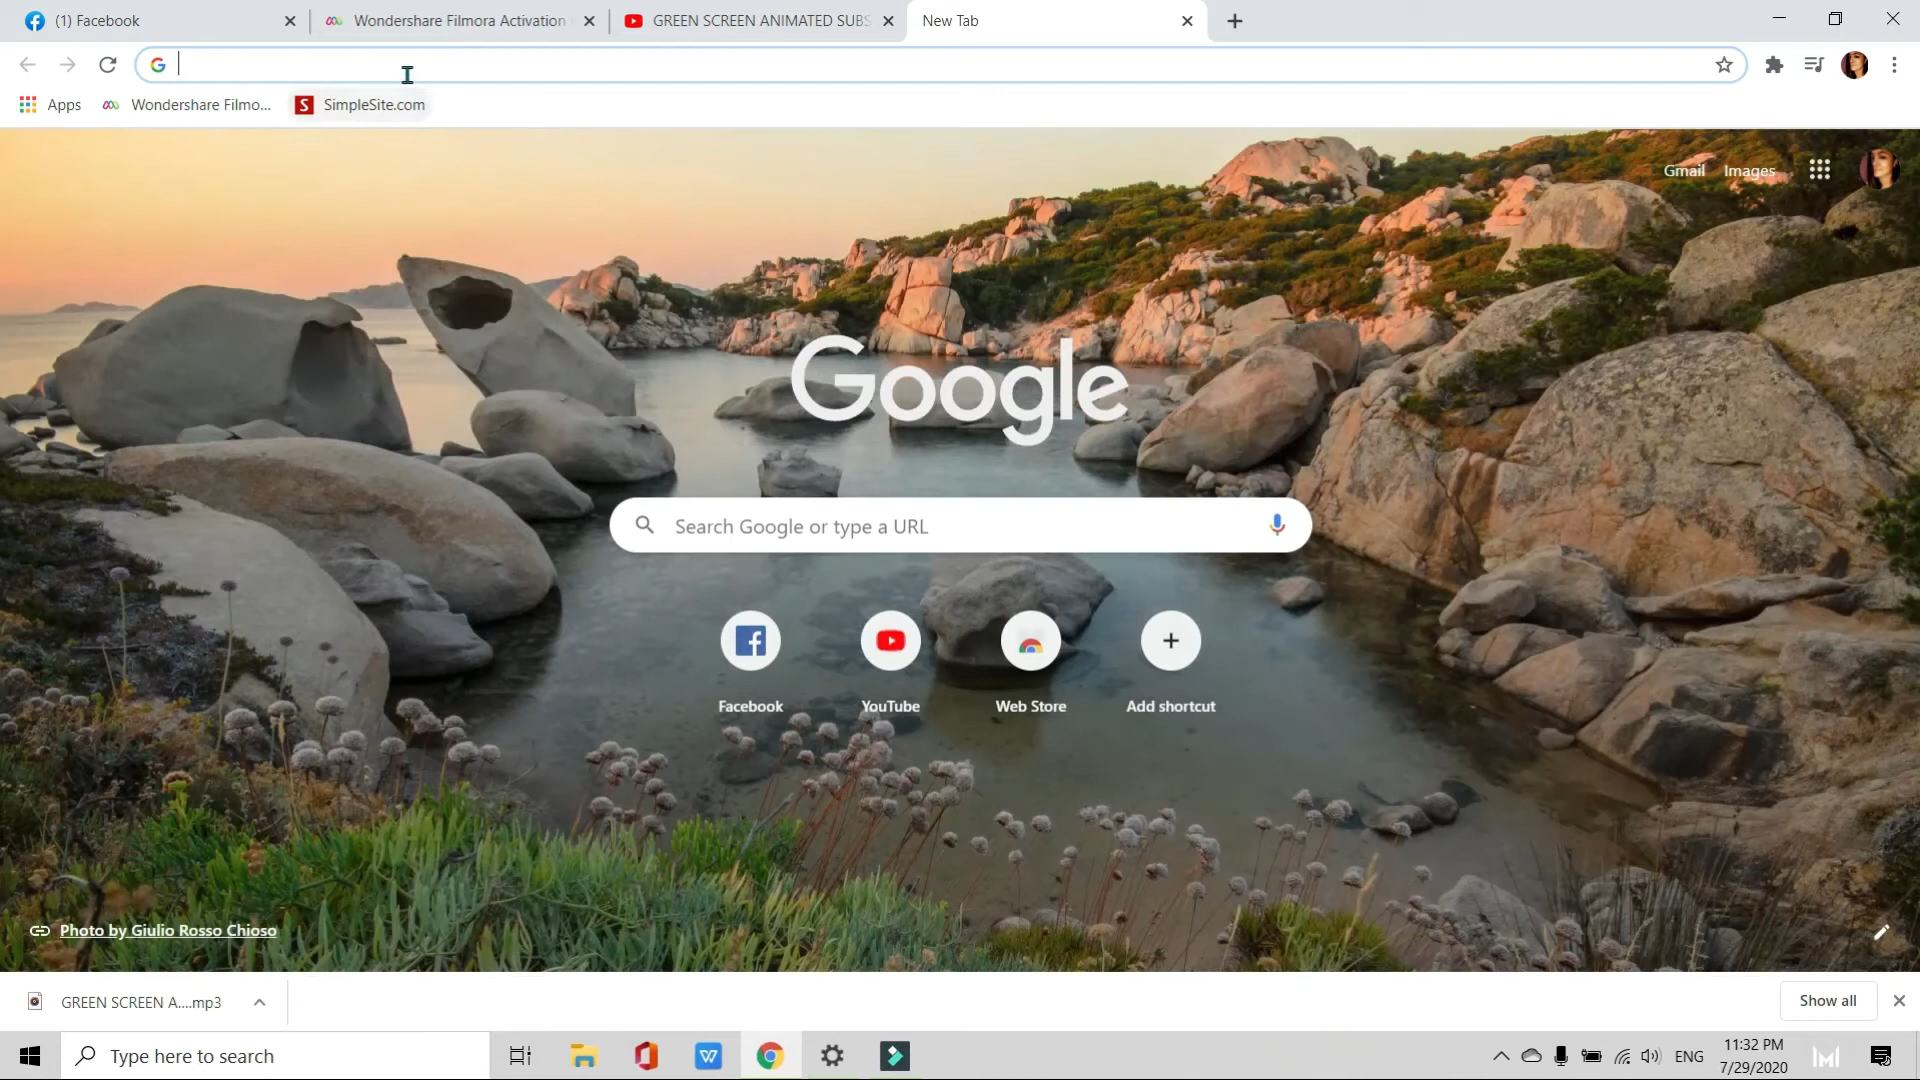 (1) Facebook
Wondershare Filmora Activation
GREEN SCREEN ANIMATED SUBS
New Tab
Apps
Wondershare Filmo...
SimpleSite.com
Gmail
Images
Google
Search Google or type a URL
Facebook
YouTube
Web Store
Add shortcut
Photo by Giulio Rosso Chioso
GREEN SCREEN A....mp3
Show all
Type here to search
ENG
11:32 PM
7/29/2020